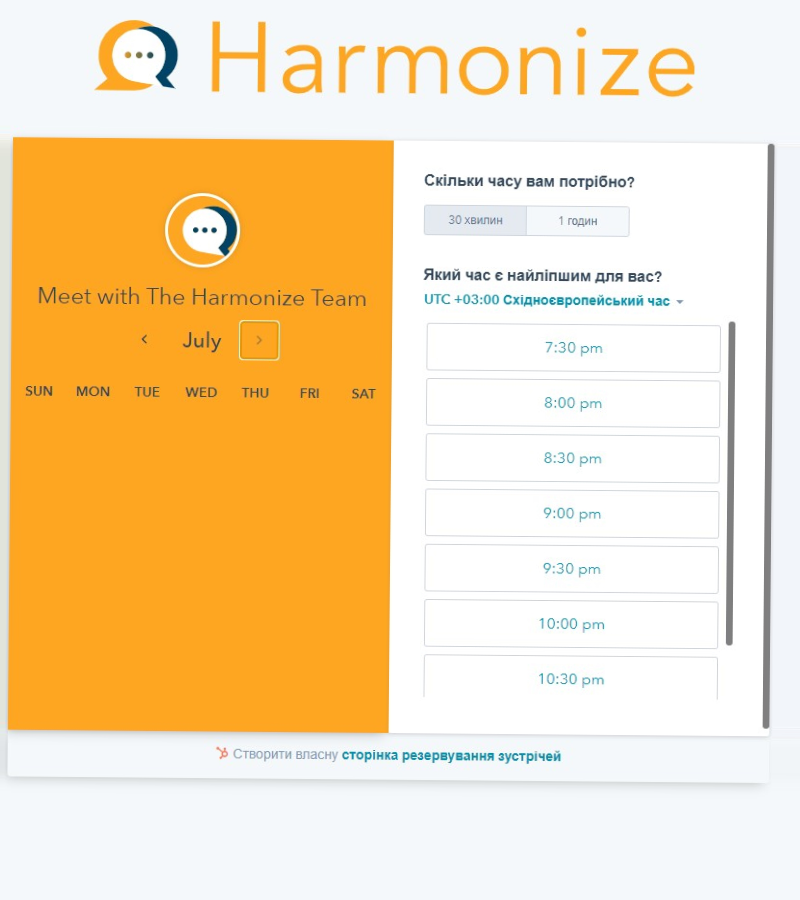 Harmonize
Meet with The Harmonize Team
July
SUN MON TUE WED THU FRI SAT
Скільки часу вам потрібно?
30 хвилин 1 годин
Який час є найліпшим для вас?
UTC +03:00 Східноєвропейський час
7:30 pm
8:00 pm
8:30 pm
9:00 pm
9:30 pm
10:00 pm
10:30 pm
Створити власну сторінка резервування зустрічей